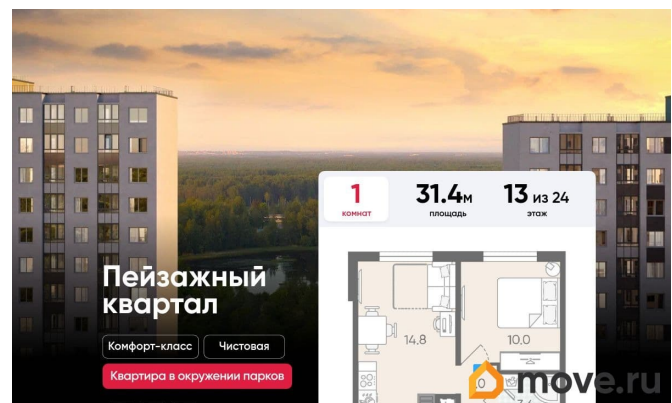 1
комнат
31.4м
площадь
13 из 24
этаж
Пейзажный
квартал
Комфорт-класс
Чистовая
Квартира в окружении парков
14.8
10.0
move.ru